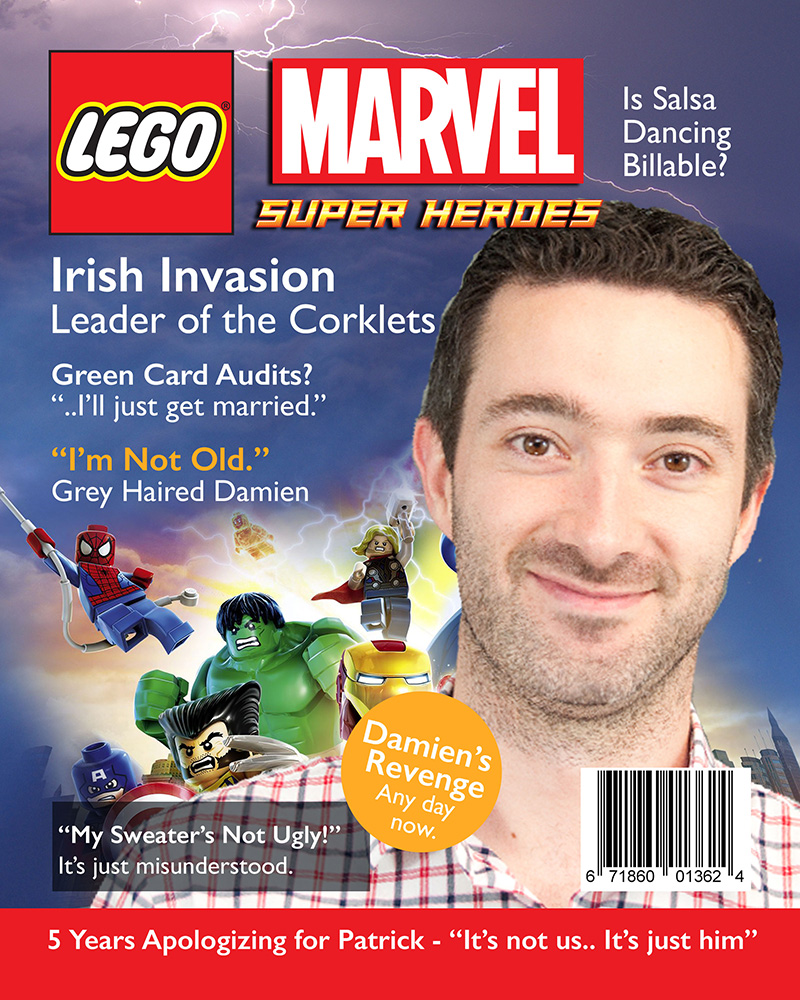 LEGO®
MARVEL
SUPER HEROES
Is Salsa
Dancing
Billable?
Irish Invasion
Leader of the Corklets
Green Card Audits?
“..I’ll just get married.”
“I’m Not Old.”
Grey Haired Damien
A
Damien’s
Revenge
Any day
now.
“My Sweater’s Not Ugly!”
It’s just misunderstood.
6 71860 01362 4
5 Years Apologizing for Patrick - “It’s not us.. It’s just him”